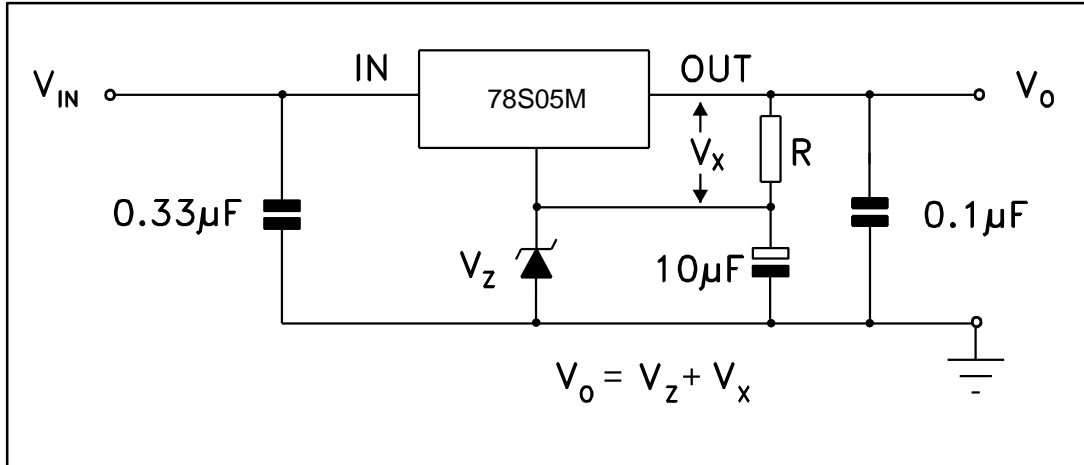 IN
78S05M
OUT
V_IN
V_o
V_x
R
0.33µF
V_z
10µF
0.1µF
V_o = V_z + V_x
-